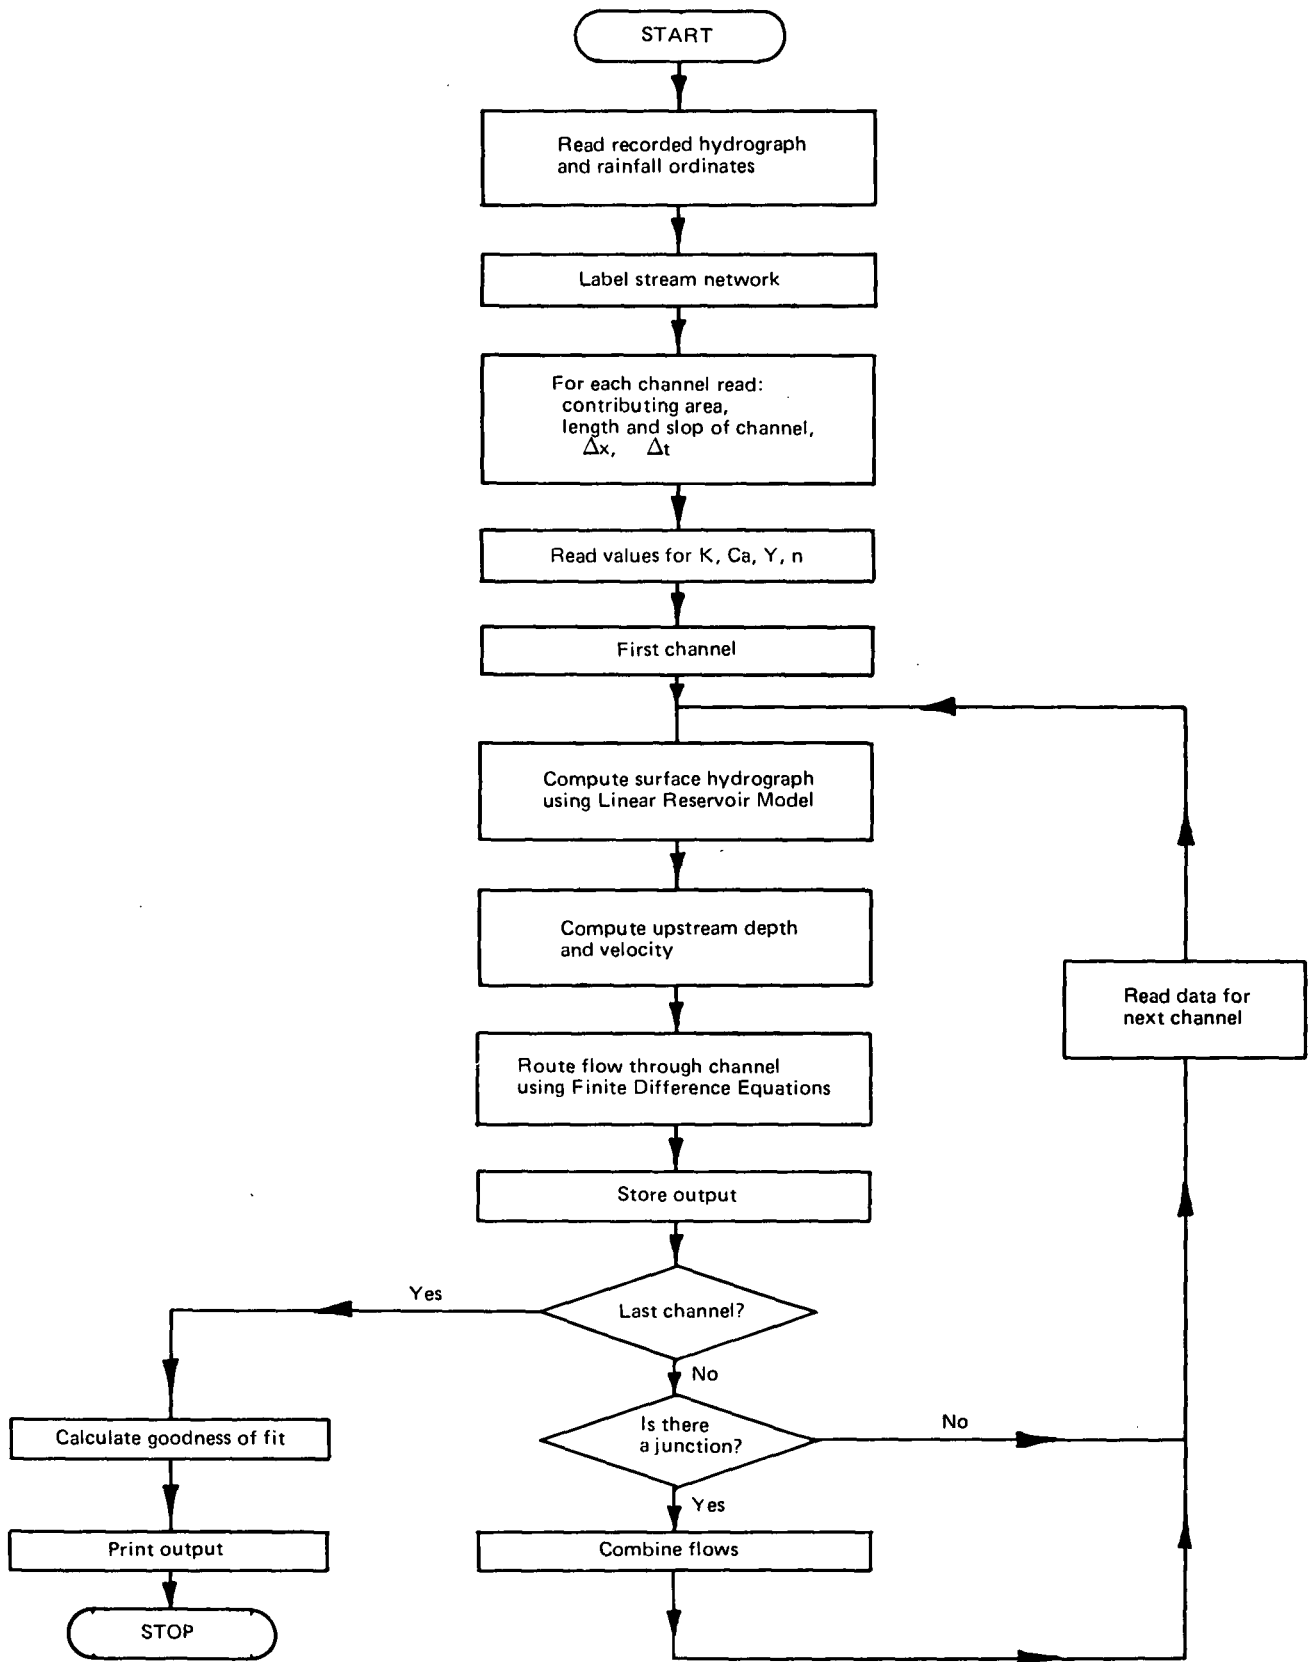 START
Read recorded hydrograph
and rainfall ordinates
Label stream network
For each channel read:
contributing area,
length and slop of channel,
Δx, Δt
Read values for K, Ca, Y, n
First channel
Compute surface hydrograph
using Linear Reservoir Model
Compute upstream depth
and velocity
Read data for
next channel
Route flow through channel
using Finite Difference Equations
Store output
Last channel?
Yes
No
Is there
a junction?
No
Yes
Combine flows
Calculate goodness of fit
Print output
STOP